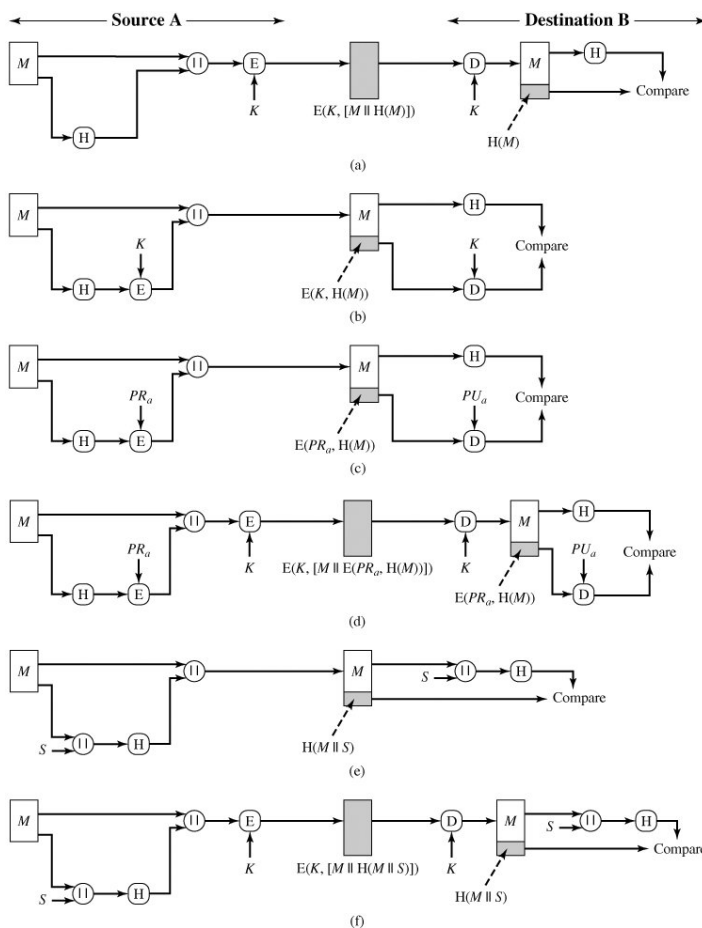 Source A Destination B
M || E D M H
K E(K, [M || H(M)]) K Compare
H H(M)
(a)
M || M H
K K Compare
H E D
E(K, H(M))
(b)
M || M H
PRa PUa Compare
H E D
E(PRa, H(M))
(c)
M || E D M H
PRa K E(K, [M || E(PRa, H(M))]) K PUa Compare
H E E(PRa, H(M)) D
(d)
M || M || H
S Compare
S || H
H(M || S)
(e)
M || E D M || H
S
K E(K, [M || H(M || S)]) K Compare
S || H H(M || S)
(f)